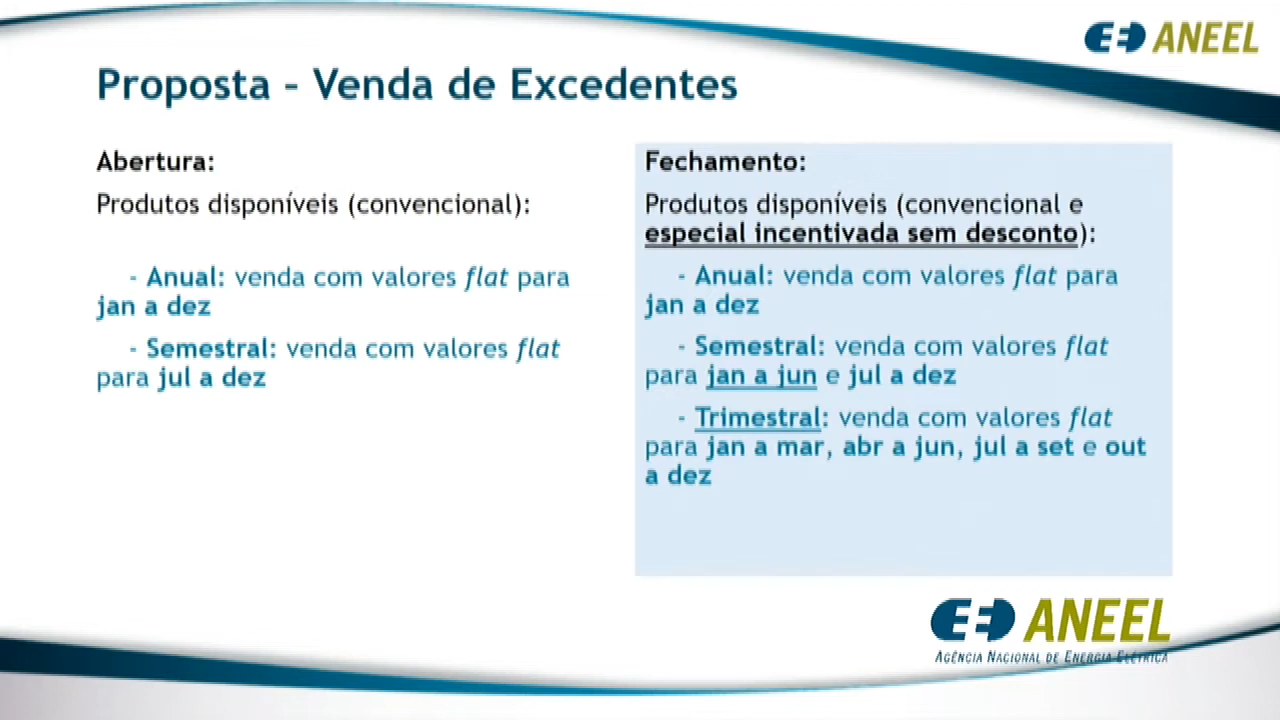 ANEEL
Proposta - Venda de Excedentes
Abertura:
Produtos disponíveis (convencional):
- Anual: venda com valores flat para
jan a dez
- Semestral: venda com valores flat
para jul a dez
Fechamento:
Produtos disponíveis (convencional e
especial incentivada sem desconto):
- Anual: venda com valores flat para
jan a dez
- Semestral: venda com valores flat
para jan a jun e jul a dez
- Trimestral: venda com valores flat
para jan a mar, abr a jun, jul a set e out
a dez
ANEEL
AGÊNCIA NACIONAL DE ENERGIA ELÉTRICA